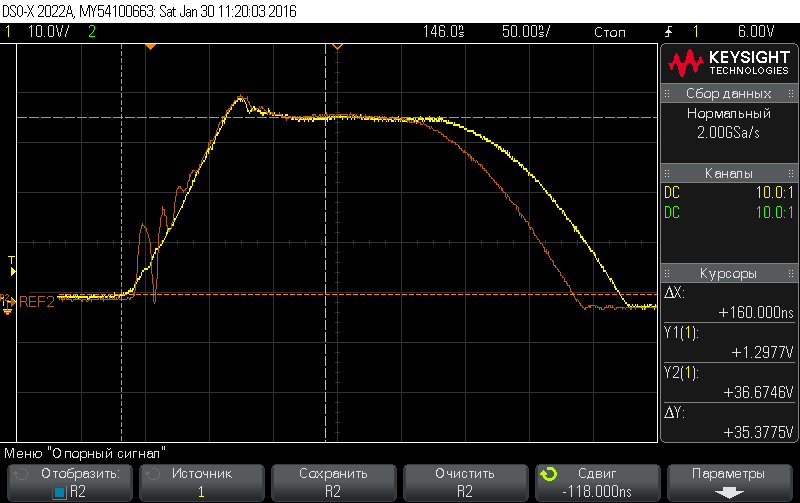 DSO-X 2022A, MY54100663: Sat Jan 30 11:20:03 2016
1 10.0V/ 2 146.0ns 50.00ns/ Стоп 1 6.00V
KEYSIGHT
TECHNOLOGIES
Сбор данных
Нормальный
2.00GSa/s
Каналы
DC 10.0:1
DC 10.0:1
Курсоры
ΔX:
+160.000ns
Y1(1):
+1.2977V
Y2(1):
+36.6746V
ΔY:
+35.3775V
T
REF2
Меню "Опорный сигнал"
Отобразить: Источник Сохранить Очистить Сдвиг Параметры
R2 1 R2 R2 -118.000ns